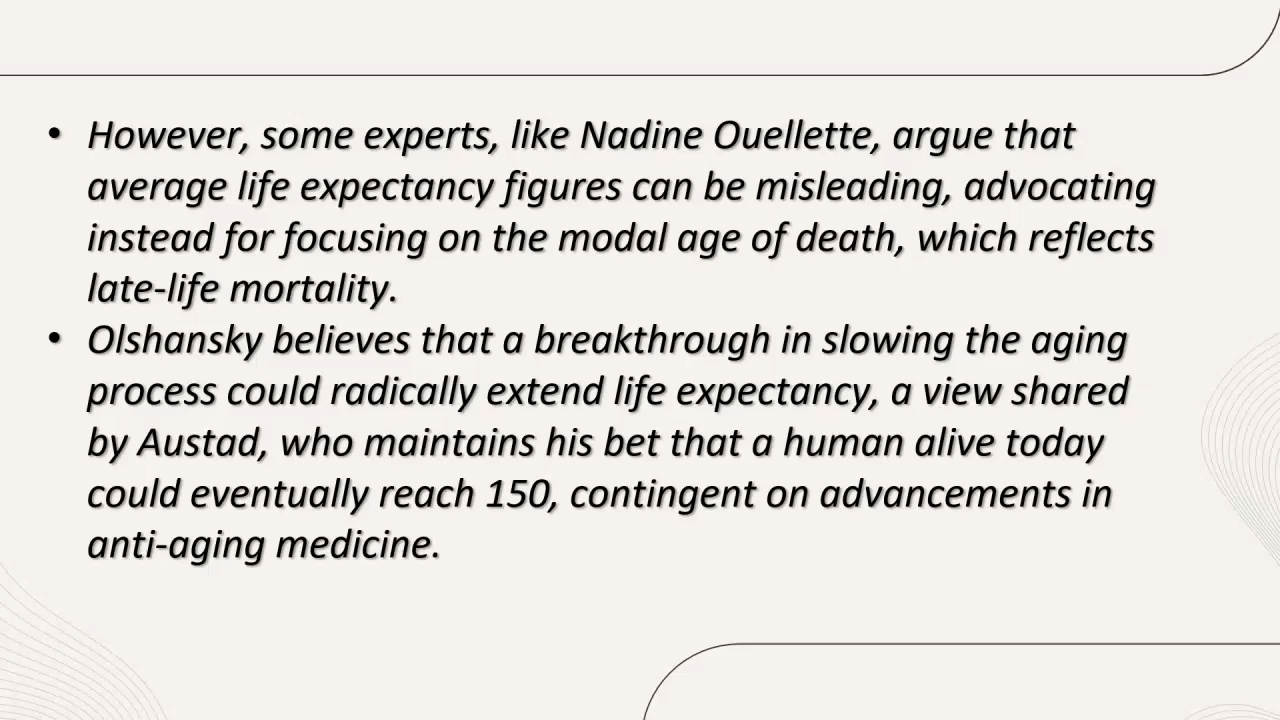 • However, some experts, like Nadine Ouellette, argue that
average life expectancy figures can be misleading, advocating
instead for focusing on the modal age of death, which reflects
late-life mortality.
• Olshansky believes that a breakthrough in slowing the aging
process could radically extend life expectancy, a view shared
by Austad, who maintains his bet that a human alive today
could eventually reach 150, contingent on advancements in
anti-aging medicine.